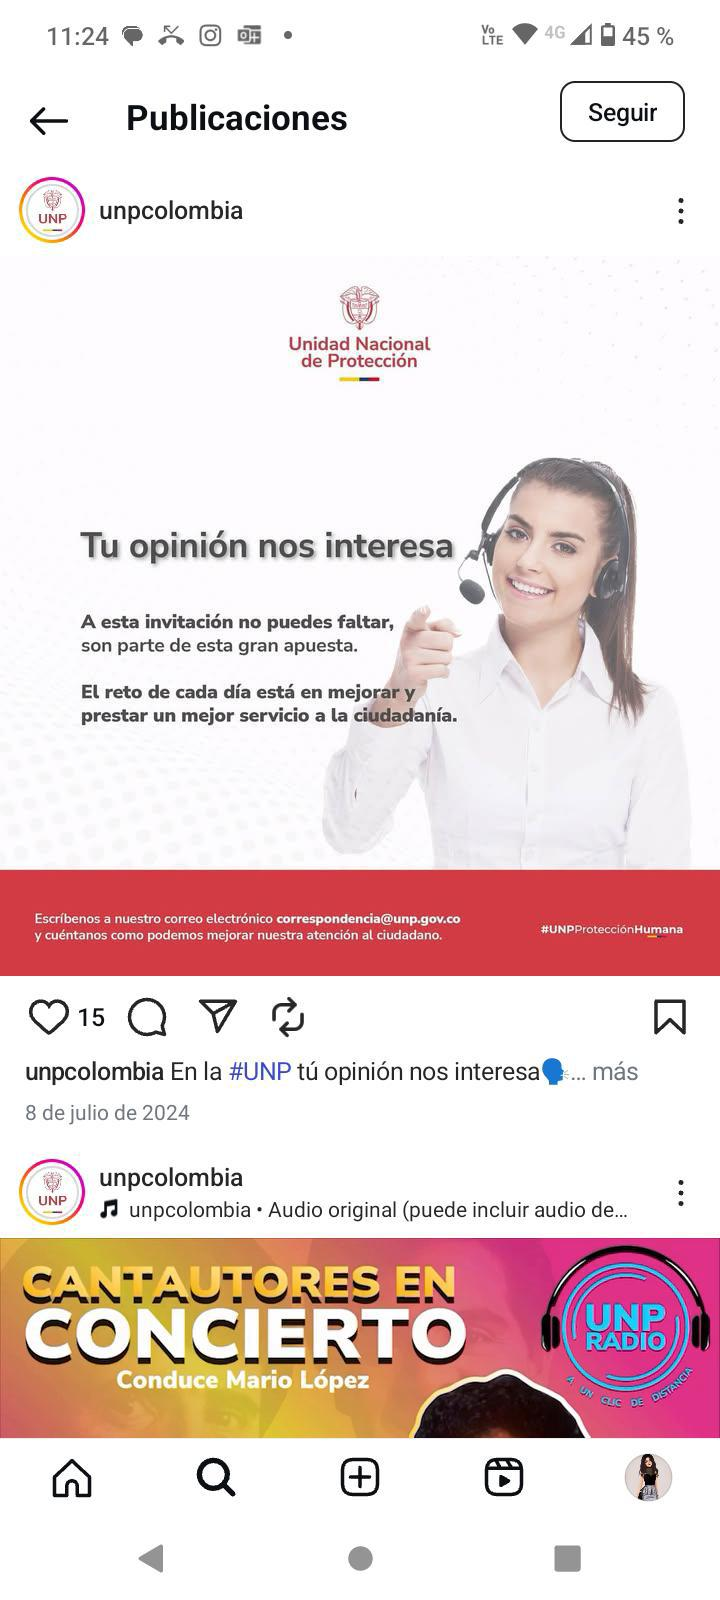 11:24
Vo
LTE
4G
45 %
Publicaciones
Seguir
UNP
unpcolombia
Unidad Nacional
de Protección
Tu opinión nos interesa
A esta invitación no puedes faltar,
son parte de esta gran apuesta.
El reto de cada día está en mejorar y
prestar un mejor servicio a la ciudadanía.
Escríbenos a nuestro correo electrónico correspondencia@unp.gov.co
y cuéntanos como podemos mejorar nuestra atención al ciudadano.
#UNPProtecciónHumana
15
unpcolombia En la #UNP tú opinión nos interesa🗣... más
8 de julio de 2024
UNP
unpcolombia
unpcolombia • Audio original (puede incluir audio de...
CANTAUTORES EN
CONCIERTO
Conduce Mario López
UNP
RADIO
A UN CLIC DE DISTANCIA